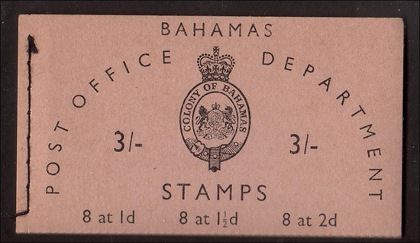 BAHAMAS
POST OFFICE DEPARTMENT
COLONY OF BAHAMAS
3/- 3/-
STAMPS
8 at 1d 8 at 1½d 8 at 2d